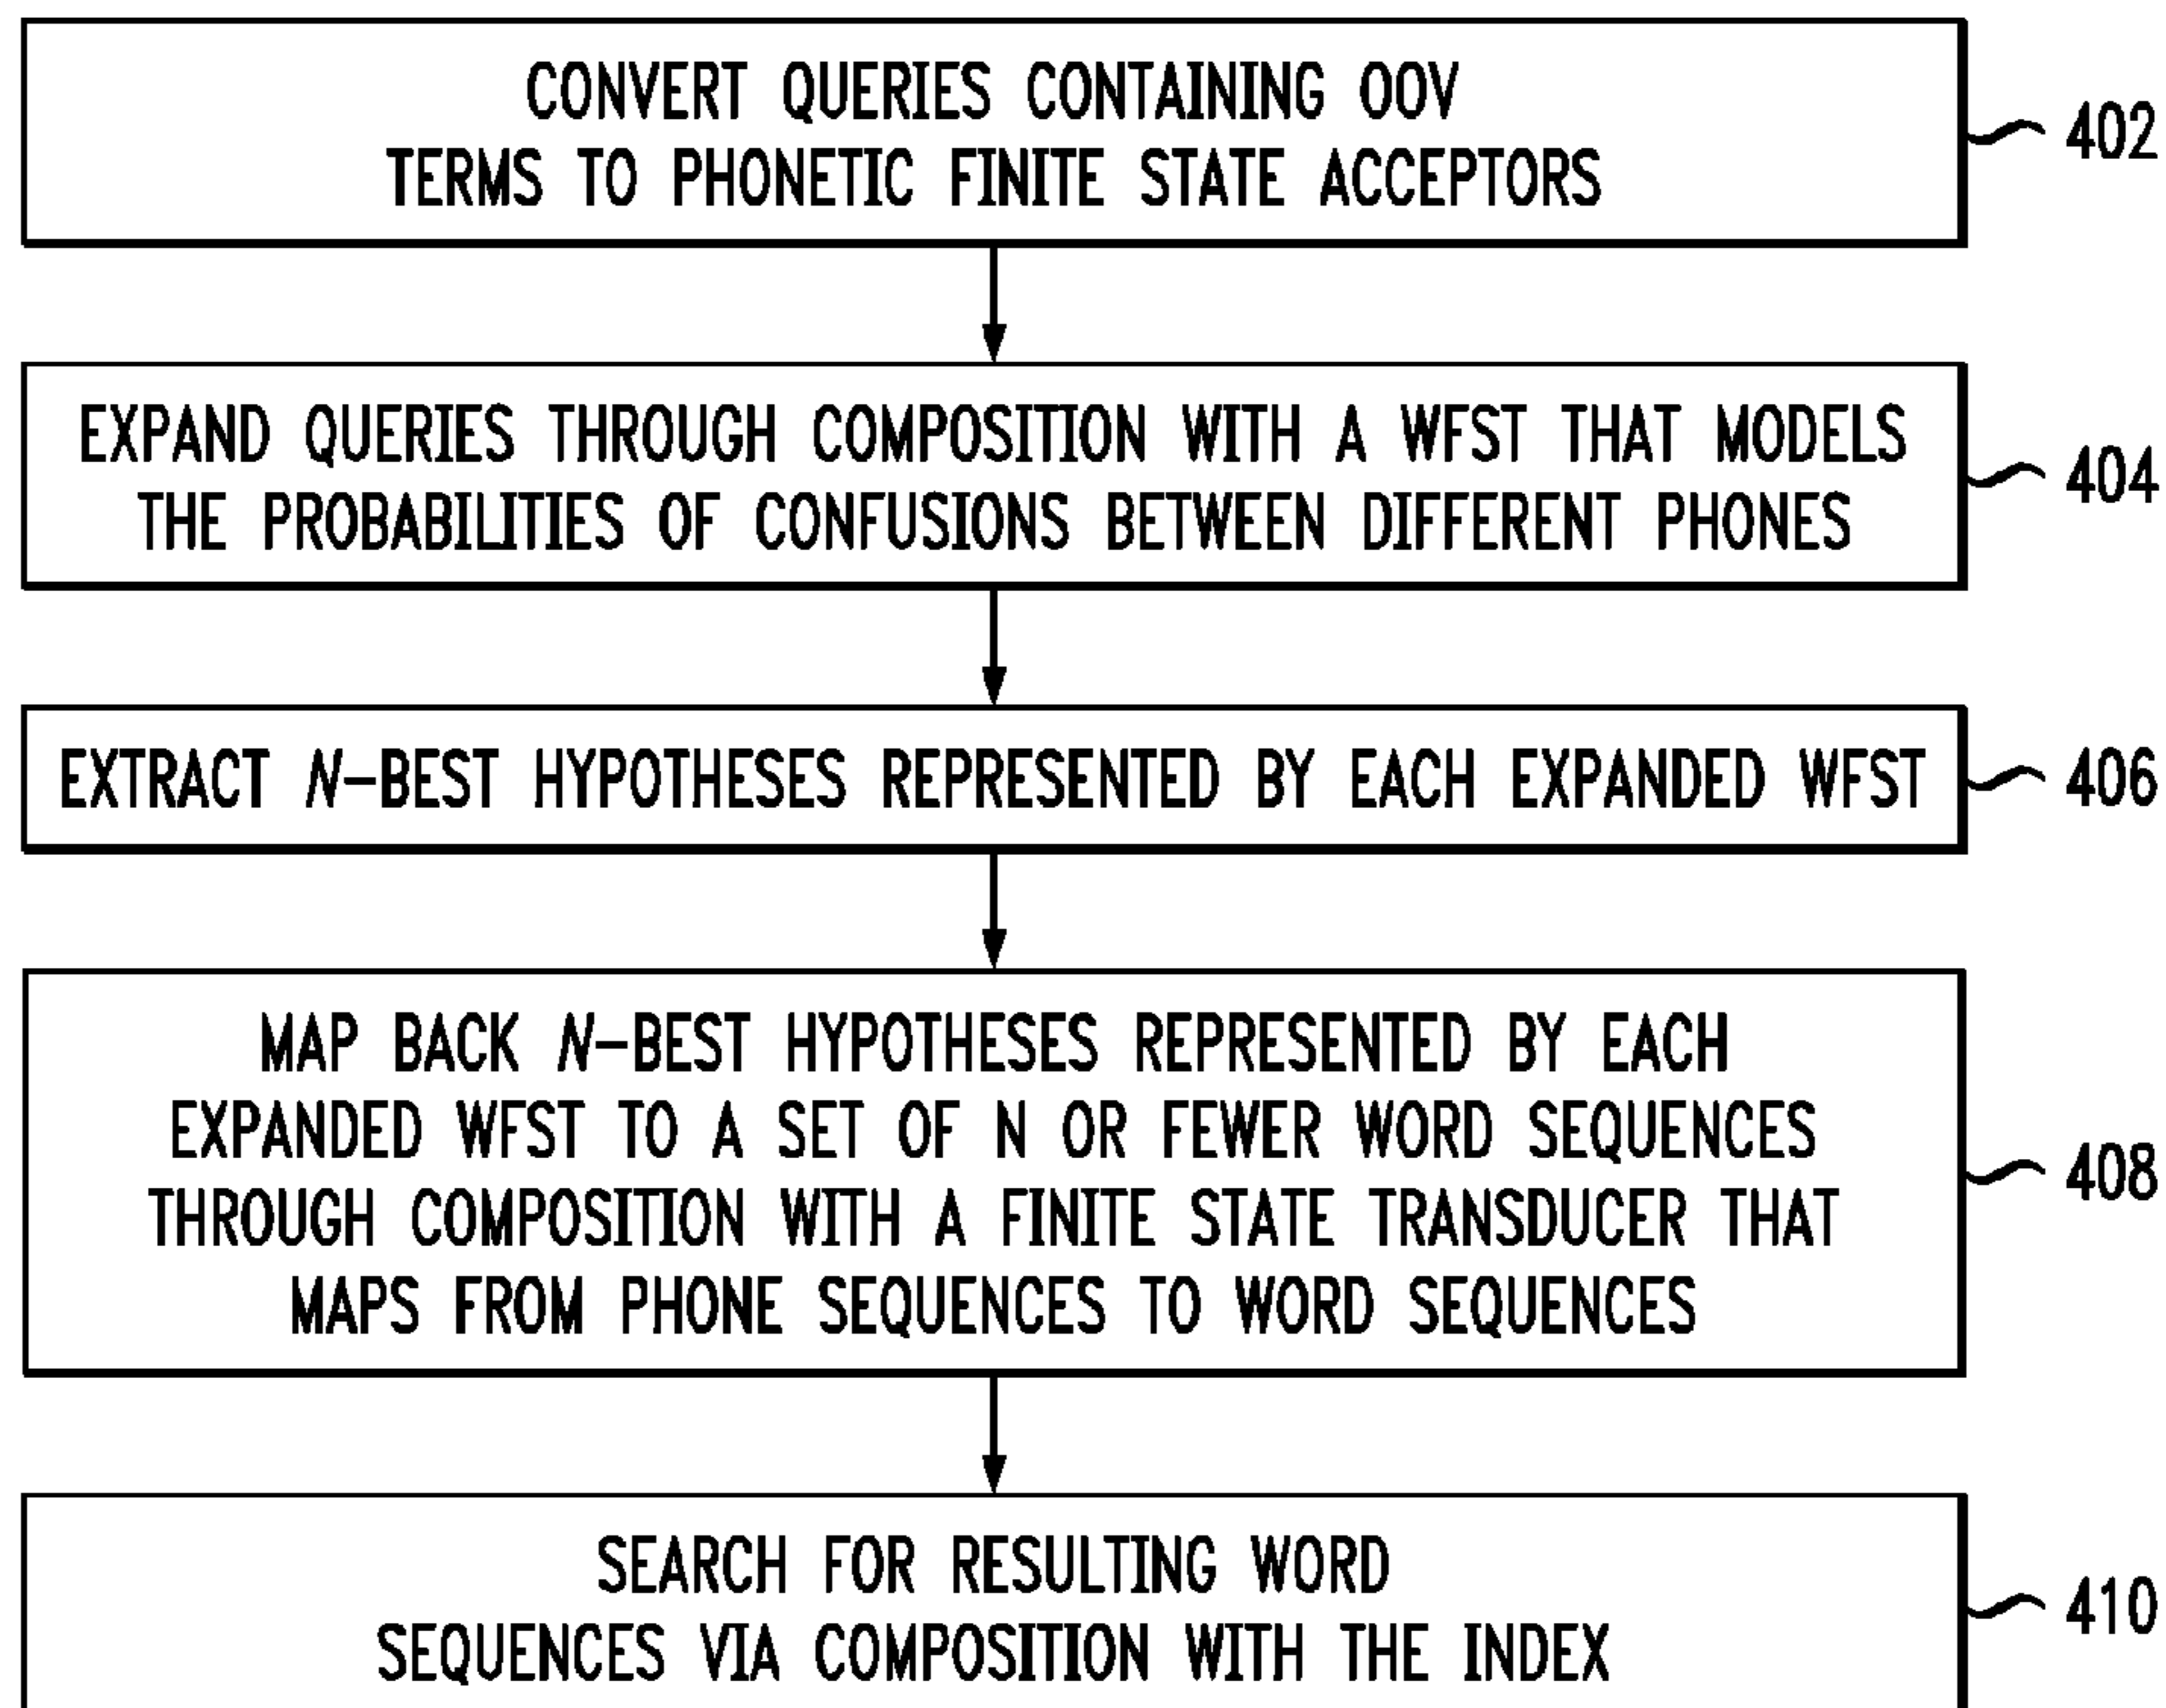 CONVERT QUERIES CONTAINING OOV
TERMS TO PHONETIC FINITE STATE ACCEPTORS
402
EXPAND QUERIES THROUGH COMPOSITION WITH A WFST THAT MODELS
THE PROBABILITIES OF CONFUSIONS BETWEEN DIFFERENT PHONES
404
EXTRACT N-BEST HYPOTHESES REPRESENTED BY EACH EXPANDED WFST
406
MAP BACK N-BEST HYPOTHESES REPRESENTED BY EACH
EXPANDED WFST TO A SET OF N OR FEWER WORD SEQUENCES
THROUGH COMPOSITION WITH A FINITE STATE TRANSDUCER THAT
MAPS FROM PHONE SEQUENCES TO WORD SEQUENCES
408
SEARCH FOR RESULTING WORD
SEQUENCES VIA COMPOSITION WITH THE INDEX
410